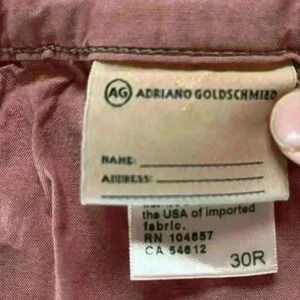 AG ADRIANO GOLDSCHMIED
NAME:
ADDRESS:
the USA of imported
fabric.
RN 104657
CA 54612
30R